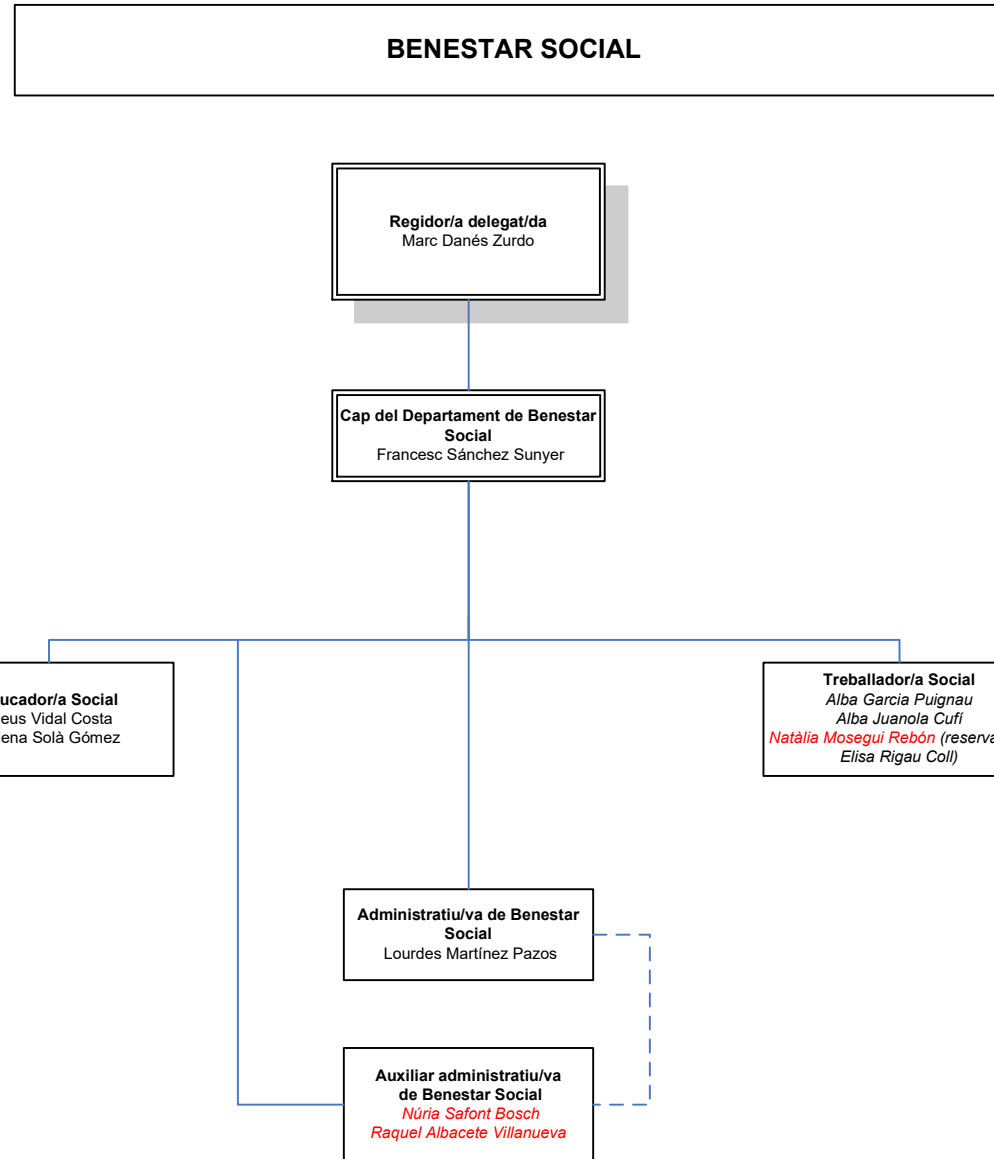 BENESTAR SOCIAL
Regidor/a delegat/da
Marc Danés Zurdo
Cap del Departament de Benestar
Social
Francesc Sánchez Sunyer
Social
Vidal Costa
Solà Gómez
Treballador/a Social
Alba Garcia Puignau
Alba Juanola Cufí
Natàlia Mosegui Rebón
Elisa Rigau Coll)
Administratiu/va de Benestar
Social
Lourdes Martínez Pazos
Auxiliar administratiu/va
de Benestar Social
Núria Safont Bosch
Raquel Albacete Villanueva